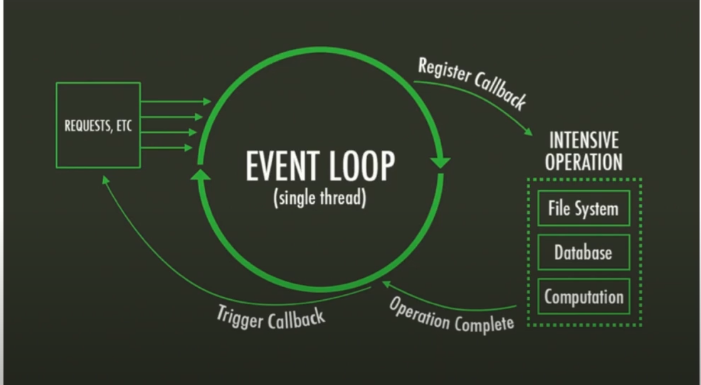 REQUESTS, ETC
EVENT LOOP
(single thread)
Register Callback
INTENSIVE
OPERATION
File System
Database
Computation
Operation Complete
Trigger Callback